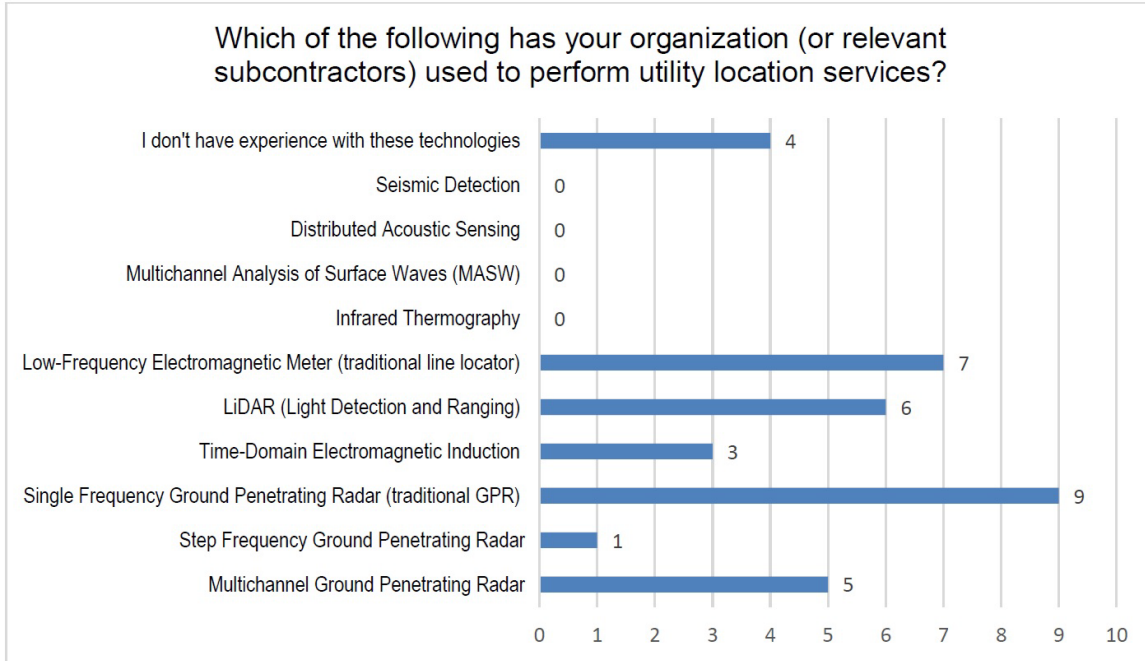 Which of the following has your organization (or relevant
subcontractors) used to perform utility location services?
I don't have experience with these technologies 4
Seismic Detection 0
Distributed Acoustic Sensing 0
Multichannel Analysis of Surface Waves (MASW) 0
Infrared Thermography 0
Low-Frequency Electromagnetic Meter (traditional line locator) 7
LiDAR (Light Detection and Ranging) 6
Time-Domain Electromagnetic Induction 3
Single Frequency Ground Penetrating Radar (traditional GPR) 9
Step Frequency Ground Penetrating Radar 1
Multichannel Ground Penetrating Radar 5
0 1 2 3 4 5 6 7 8 9 10